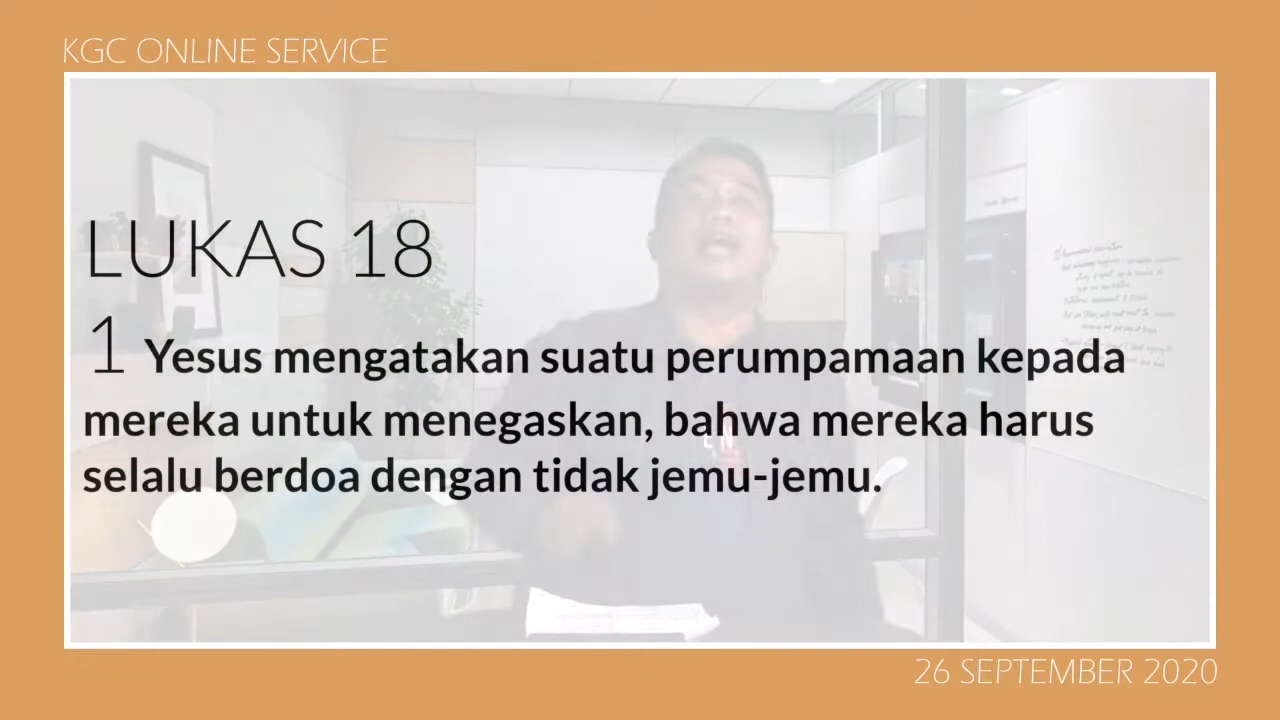 KGC ONLINE SERVICE
LUKAS 18
1 Yesus mengatakan suatu perumpamaan kepada
mereka untuk menegaskan, bahwa mereka harus
selalu berdoa dengan tidak jemu-jemu.
26 SEPTEMBER 2020